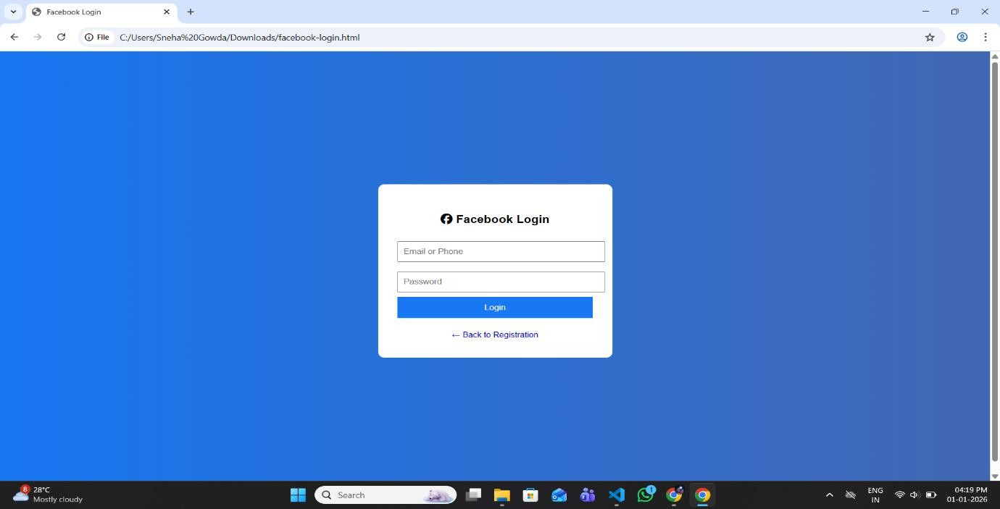 Facebook Login
File
C:/Users/Sneha%20Gowda/Downloads/facebook-login.html
Facebook Login
Email or Phone
Password
Login
← Back to Registration
8
28°C
Mostly cloudy
Search
1
ENG
IN
04:19 PM
01-01-2026